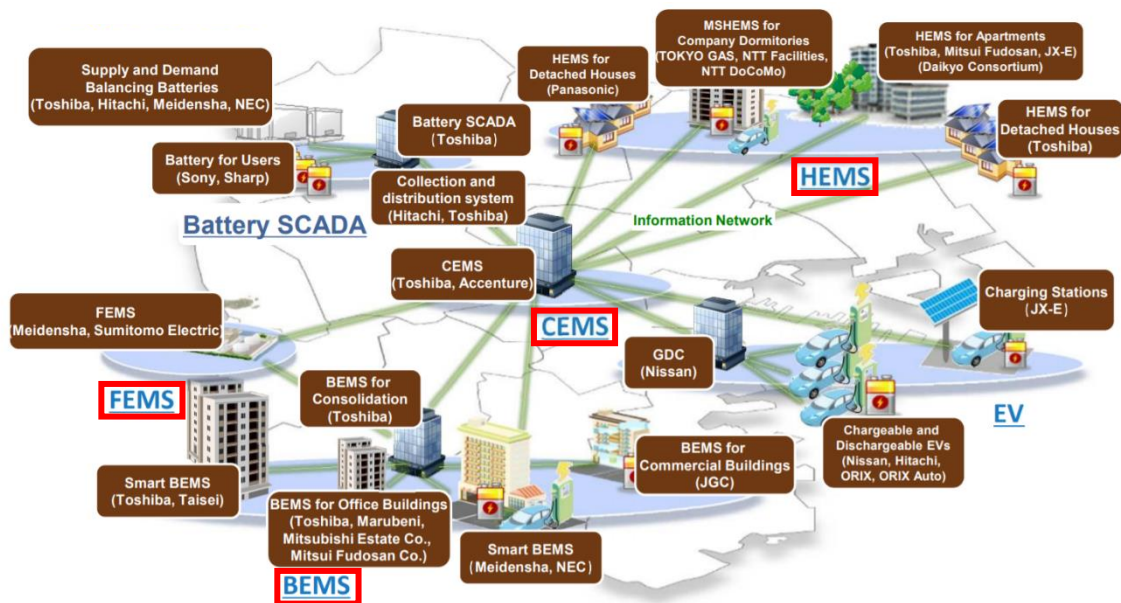 Supply and Demand
Balancing Batteries
(Toshiba, Hitachi, Meidensha, NEC)
Battery SCADA
(Toshiba)
Battery for Users
(Sony, Sharp)
Collection and
distribution system
(Hitachi, Toshiba)
Battery SCADA
HEMS for
Detached Houses
(Panasonic)
MSHEMS for
Company Dormitories
(TOKYO GAS, NTT Facilities,
NTT DoCoMo)
HEMS for Apartments
(Toshiba, Mitsui Fudosan, JX-E)
(Daikyo Consortium)
HEMS for
Detached Houses
(Toshiba)
HEMS
Information Network
CEMS
(Toshiba, Accenture)
CEMS
FEMS
(Meidensha, Sumitomo Electric)
FEMS
GDC
(Nissan)
Charging Stations
(JX-E)
EV
Chargeable and
Dischargeable EVs
(Nissan, Hitachi,
ORIX, ORIX Auto)
BEMS for
Consolidation
(Toshiba)
BEMS for
Commercial Buildings
(JGC)
Smart BEMS
(Toshiba, Taisei)
BEMS for Office Buildings
(Toshiba, Marubeni,
Mitsubishi Estate Co.,
Mitsui Fudosan Co.)
Smart BEMS
(Meidensha, NEC)
BEMS